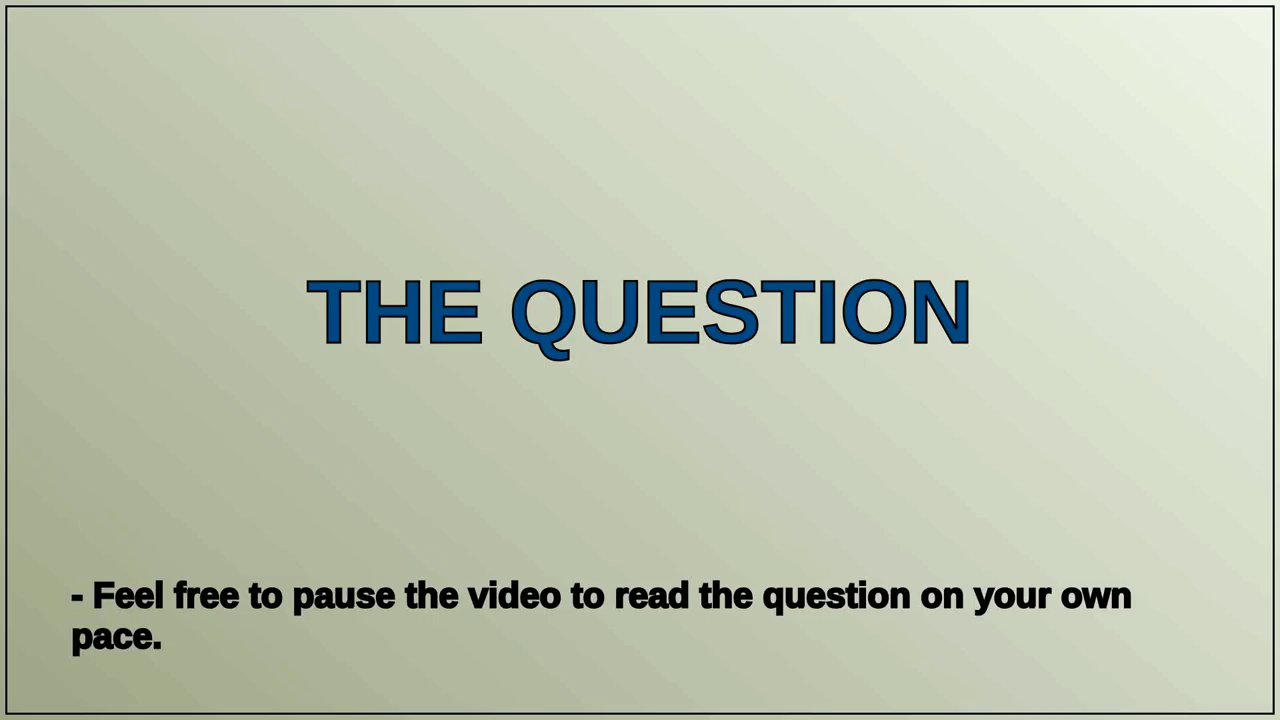 THE QUESTION
- Feel free to pause the video to read the question on your own
pace.